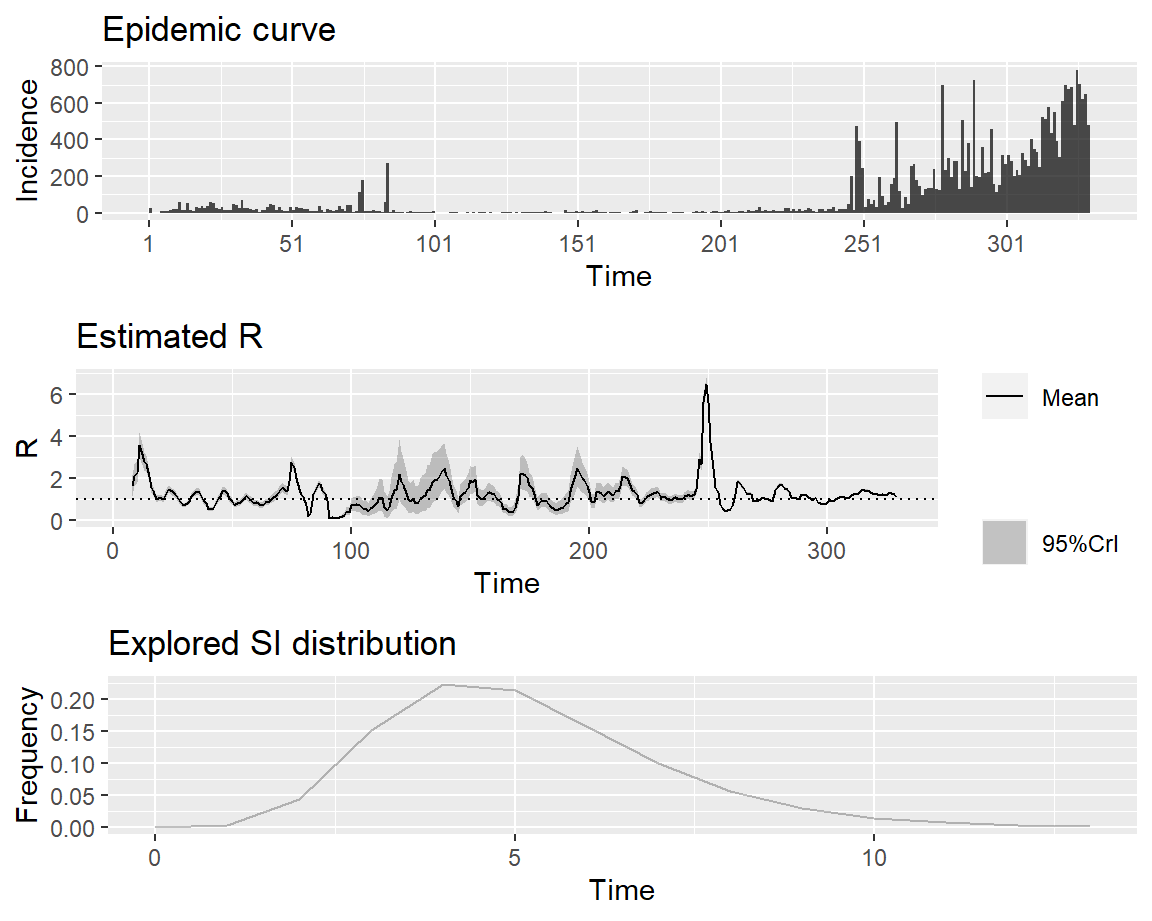 Epidemic curve
800
600
400
200
0
Incidence
1 51 101 151 201 251 301
Time
Estimated R
6
4
2
0
R
0 100 200 300
Time
Mean
95%CrI
Explored SI distribution
0.20
0.15
0.10
0.05
0.00
Frequency
0 5 10
Time